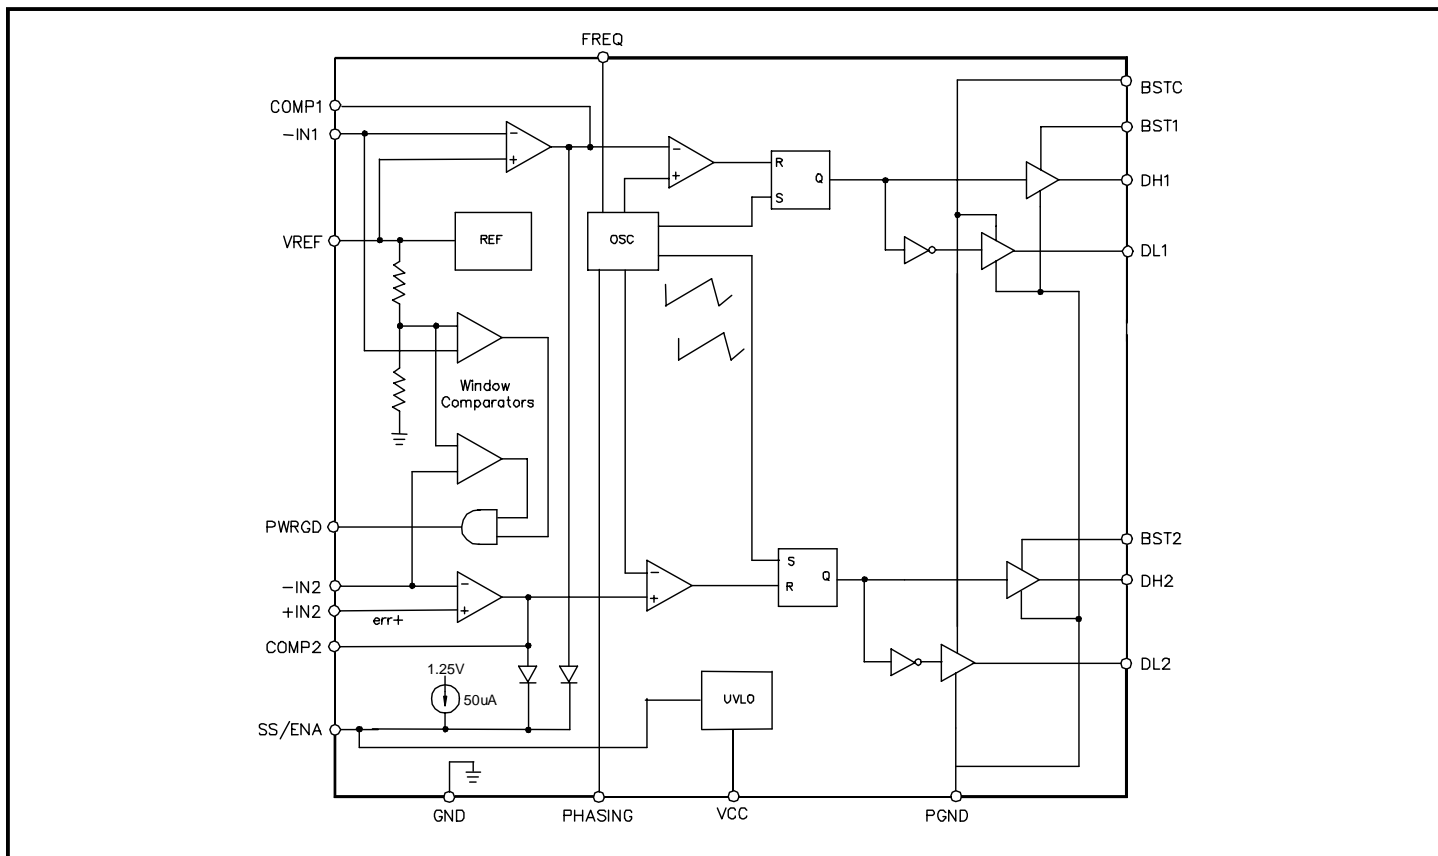 FREQ
BSTC
COMP1
BST1
-IN1
-
+
-
+
R
Q
S
DH1
VREF
REF
OSC
DL1
Window
Comparators
PWRGD
BST2
-IN2
-
+IN2
+
err+
-
+
S
Q
R
DH2
COMP2
1.25V
50uA
UVLO
DL2
SS/ENA
GND
PHASING
VCC
PGND